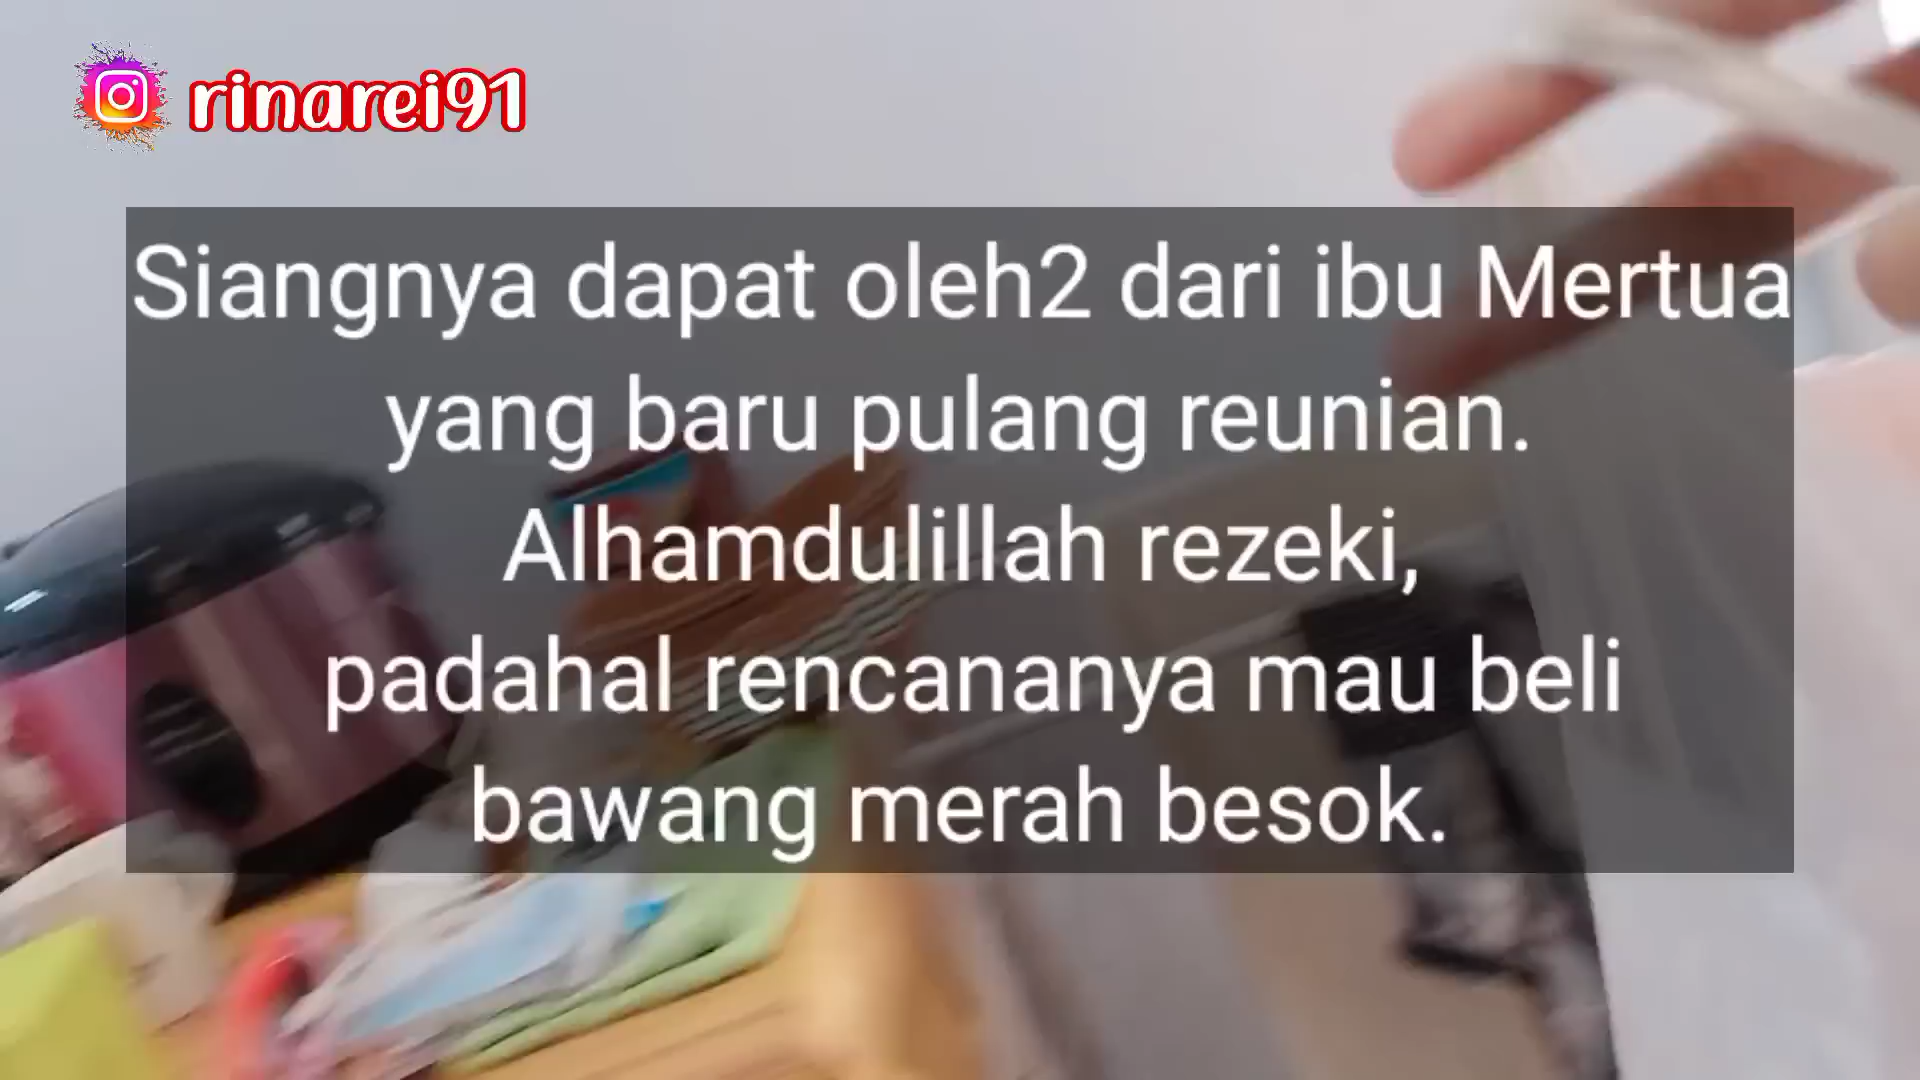 rinarei91
Siangnya dapat oleh2 dari ibu Mertua
yang baru pulang reunian.
Alhamdulillah rezeki,
padahal rencananya mau beli
bawang merah besok.